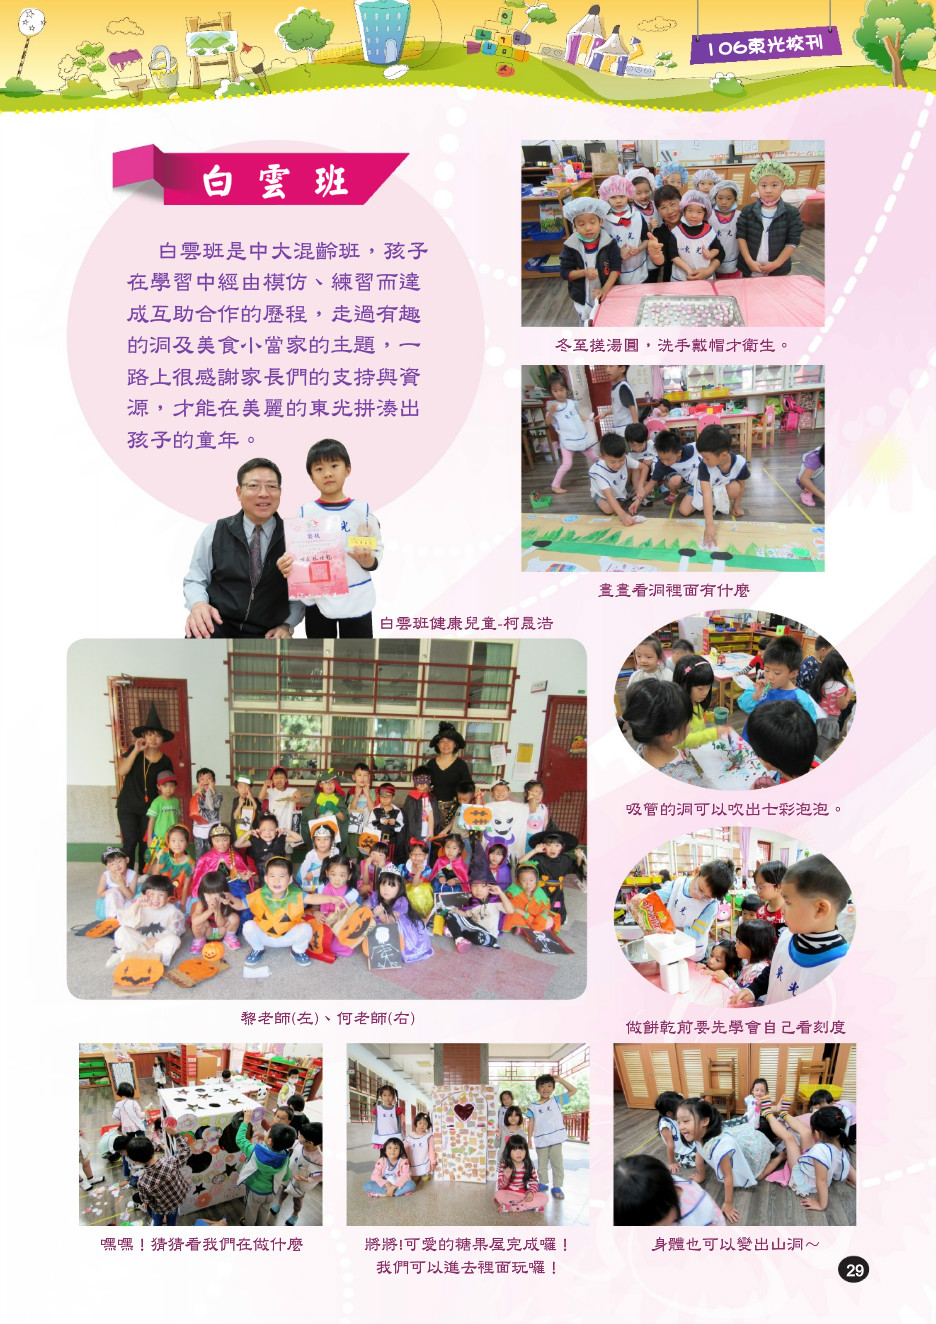 106東光校刊
白雲班
白雲班是中大混齡班，孩子
在學習中經由模仿、練習而達
成互助合作的歷程，走過有趣
的洞及美食小當家的主題，一
路上很感謝家長們的支持與資
源，才能在美麗的東光拼湊出
孩子的童年。
白雲班健康兒童-柯晟浩
冬至搓湯圓，洗手戴帽才衛生。
畫畫看洞裡面有什麼
吸管的洞可以吹出七彩泡泡。
黎老師(左)、何老師(右)
做餅乾前要先學會自己看刻度
嘿嘿！猜猜看我們在做什麼
將將!可愛的糖果屋完成囉！
我們可以進去裡面玩囉！
身體也可以變出山洞～
29